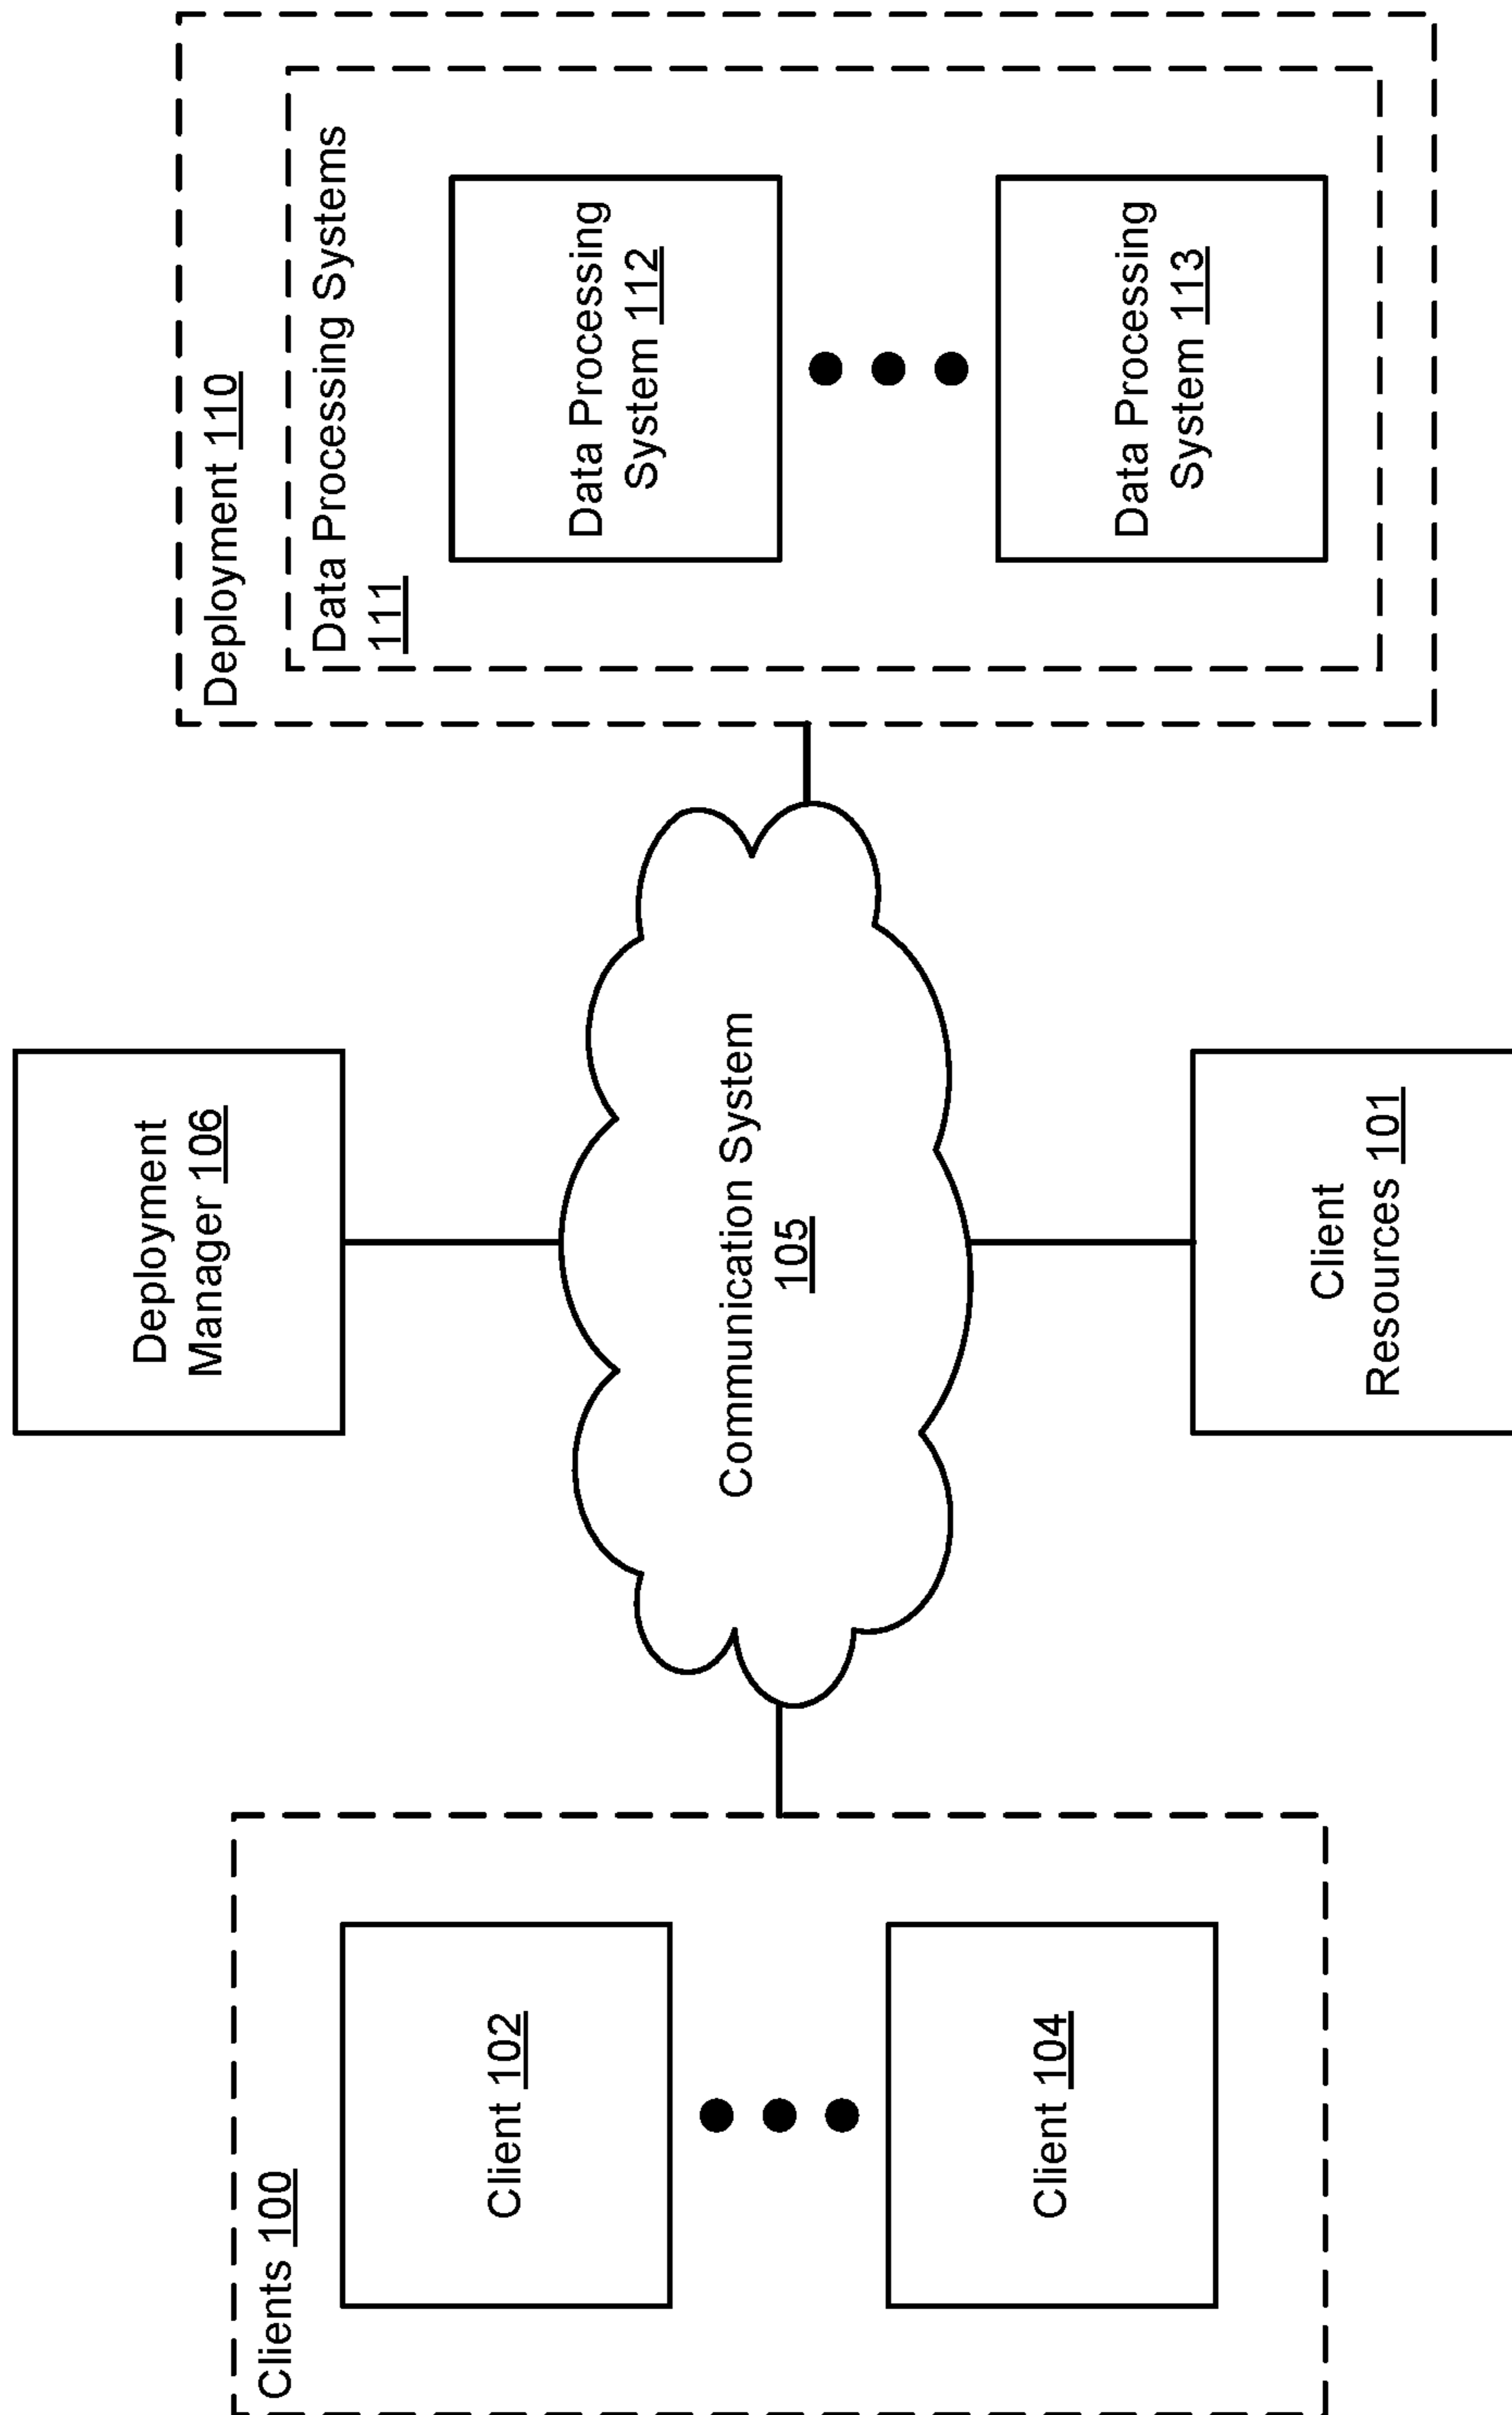 Clients 100
Client 102
Client 104
Deployment
Manager 106
Communication System
105
Client
Resources 101
Deployment 110
Data Processing Systems
111
Data Processing
System 112
Data Processing
System 113